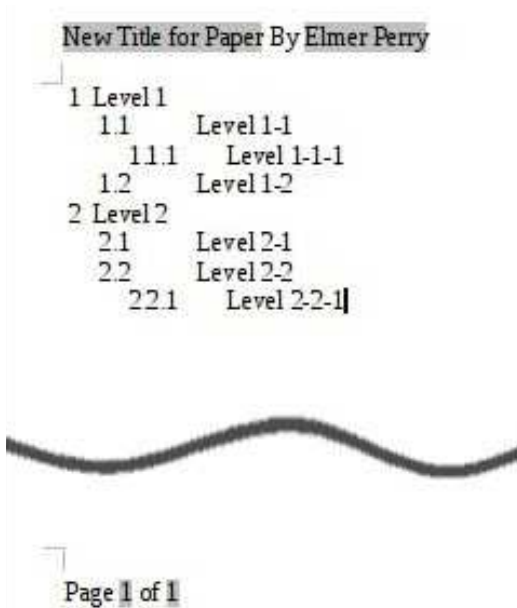 New Title for Paper By Elmer Perry
1 Level 1
1.1 Level 1-1
1.1.1 Level 1-1-1
1.2 Level 1-2
2 Level 2
2.1 Level 2-1
2.2 Level 2-2
2.2.1 Level 2-2-1
Page 1 of 1